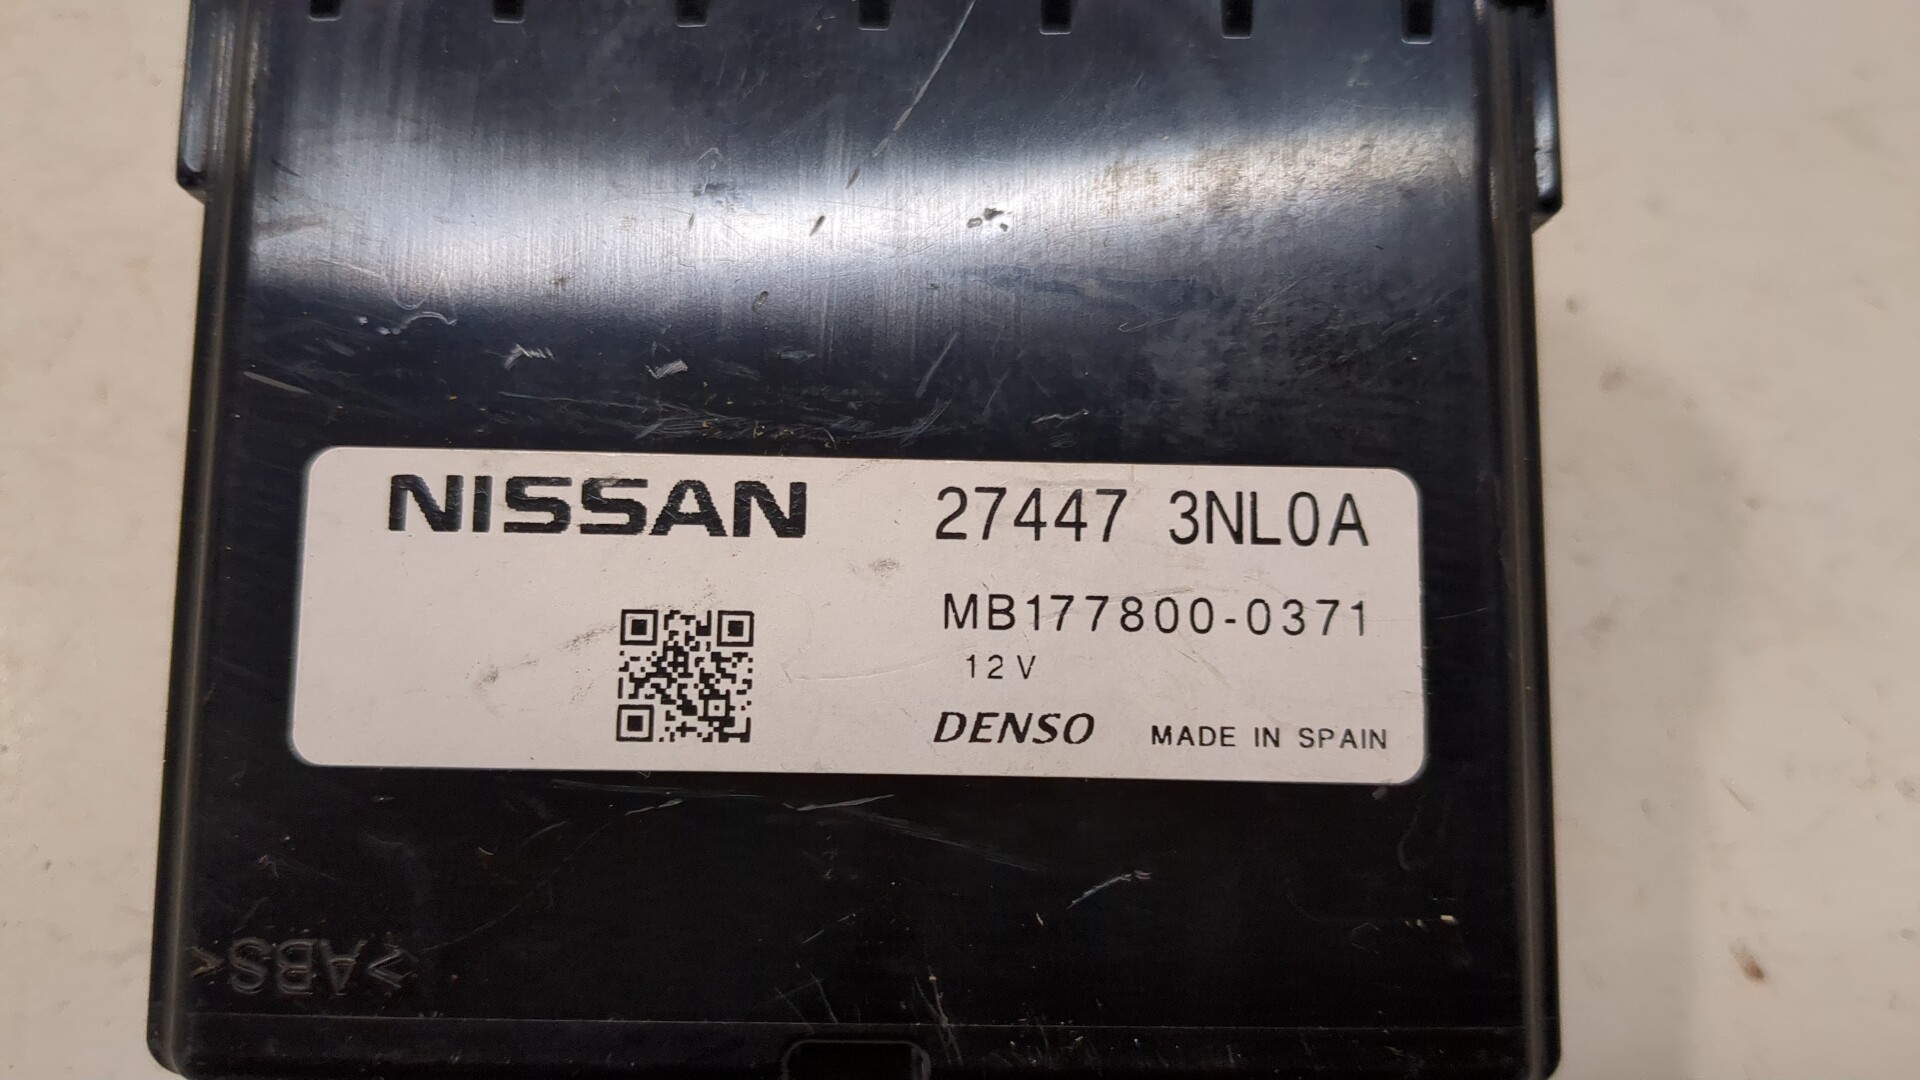 NISSAN 27447 3NL0A
MB177800-0371
12V
DENSO MADE IN SPAIN
>ABS<